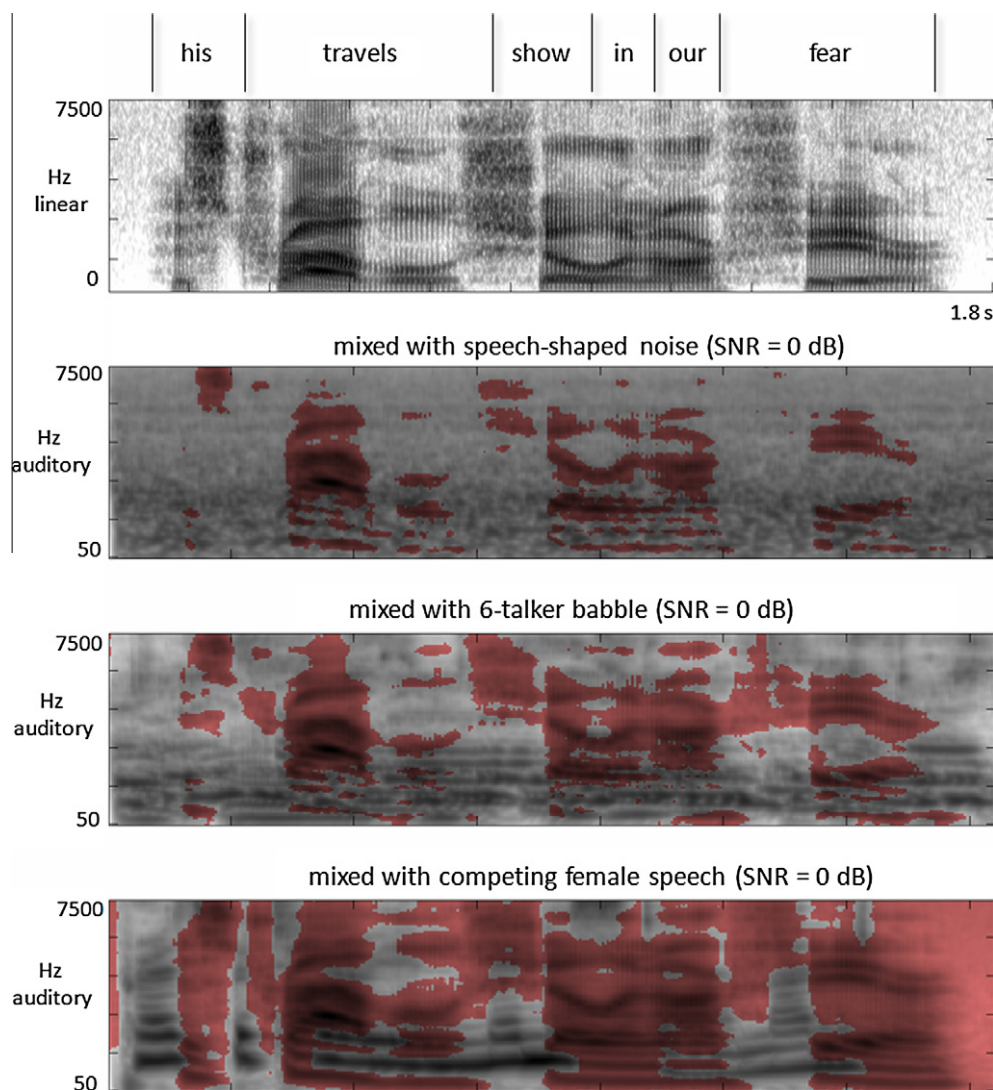 his travels show in our fear
7500
Hz
linear
0
1.8 s
mixed with speech-shaped noise (SNR = 0 dB)
7500
Hz
auditory
50
mixed with 6-talker babble (SNR = 0 dB)
7500
Hz
auditory
50
mixed with competing female speech (SNR = 0 dB)
7500
Hz
auditory
50